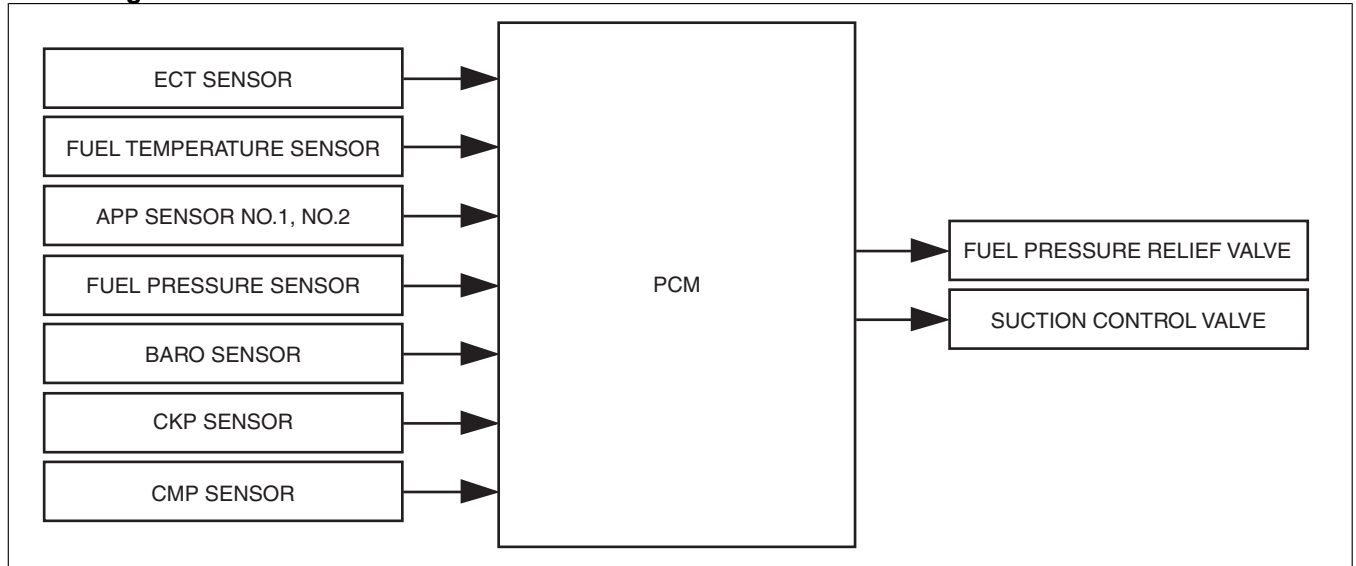 ECT SENSOR
FUEL TEMPERATURE SENSOR
APP SENSOR NO.1, NO.2
FUEL PRESSURE SENSOR
BARO SENSOR
CKP SENSOR
CMP SENSOR
PCM
FUEL PRESSURE RELIEF VALVE
SUCTION CONTROL VALVE